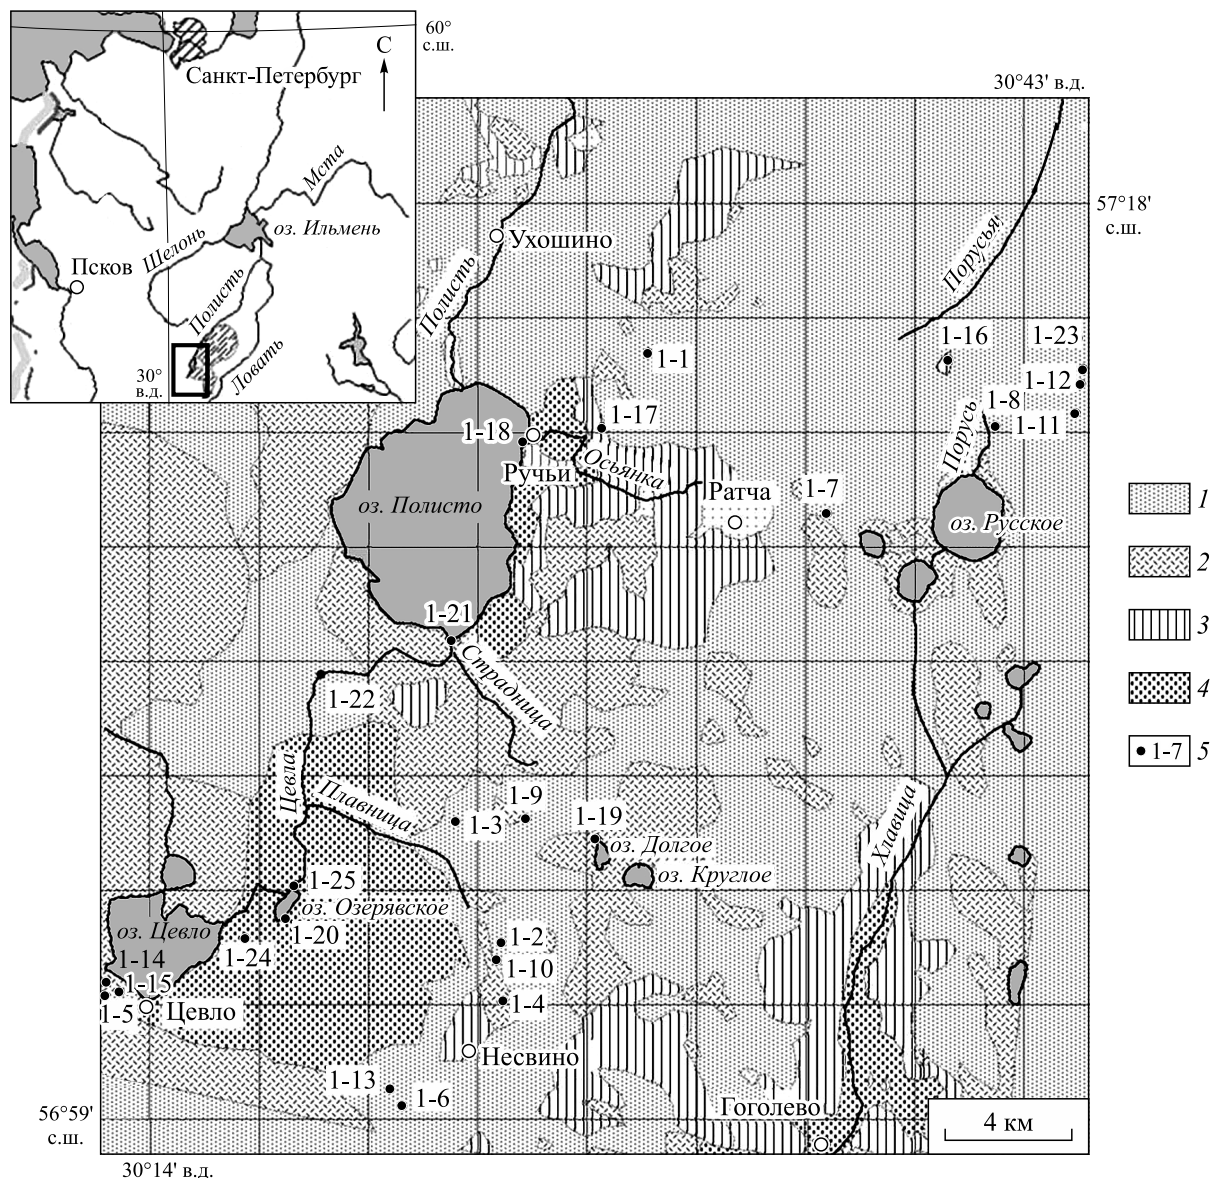 60°
с.ш.
С
Санкт-Петербург
30°43' в.д.
Мста
57°18'
с.ш.
оз. Ильмень
Шелонь
Ухошино
Псков
Порусья
Полисть
Полисть
1-16
1-23
1-1
30°
в.д.
Ловать
1-12
1-8
1-17
1-11
1-18
Порусь
Ручьи
Осьянка
Ратча
1-7
1
оз. Полисто
оз. Русское
2
1-21
3
Страдница
1-22
4
1-7
5
Цевла
Плавница
1-9
1-3
1-19
Хлавица
оз. Долгое
оз. Круглое
1-25
оз. Озерявское
оз. Цевло
1-20
1-2
1-24
1-14
1-10
1-15
1-4
1-5
Цевло
Несвино
1-13
1-6
Гоголево
56°59'
с.ш.
4 км
30°14' в.д.